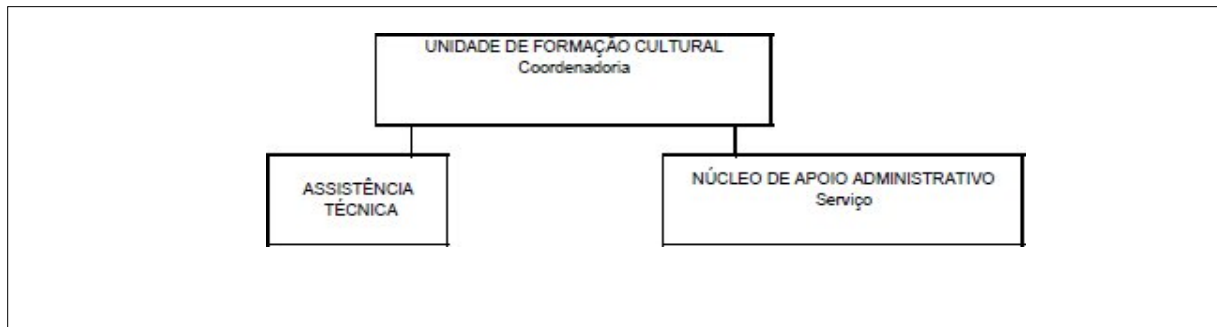 UNIDADE DE FORMAÇÃO CULTURAL
Coordenadoria
ASSISTÊNCIA
TÉCNICA
NÚCLEO DE APOIO ADMINISTRATIVO
Serviço